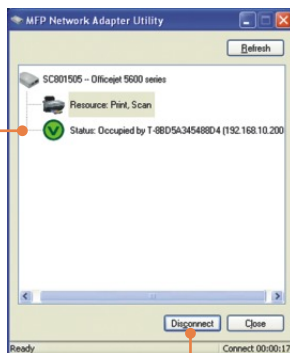 MFP Network Adapter Utility
Refresh
SC801505 -- Officejet 5600 series
Resource: Print, Scan
Status: Occupied by T-8BD5A345488D4 (192.168.10.200
Disconnect
Close
Ready
Connect 00:00:17